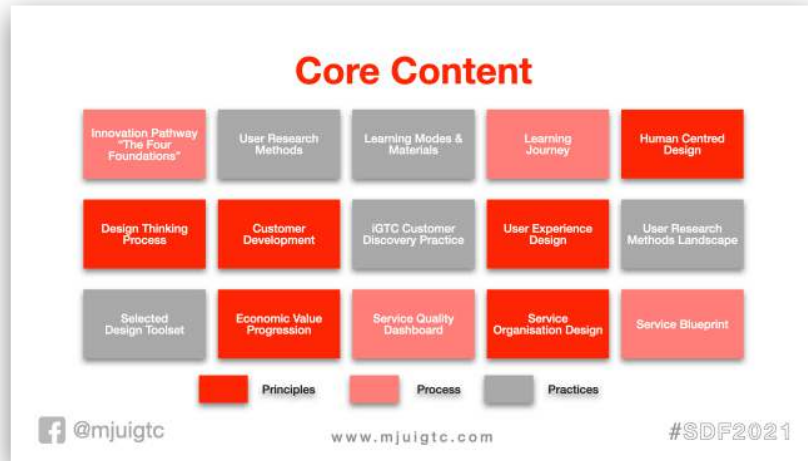 Core Content
Innovation Pathway
"The Four
Foundations"
User Research
Methods
Learning Modes &
Materials
Learning
Journey
Human Centred
Design
Design Thinking
Process
Customer
Development
iGTC Customer
Discovery Practice
User Experience
Design
User Research
Methods Landscape
Selected
Design Toolset
Economic Value
Progression
Service Quality
Dashboard
Service
Organisation Design
Service Blueprint
Principles
Process
Practices
@mjuigtc
www.mjuigtc.com
#SDF2021